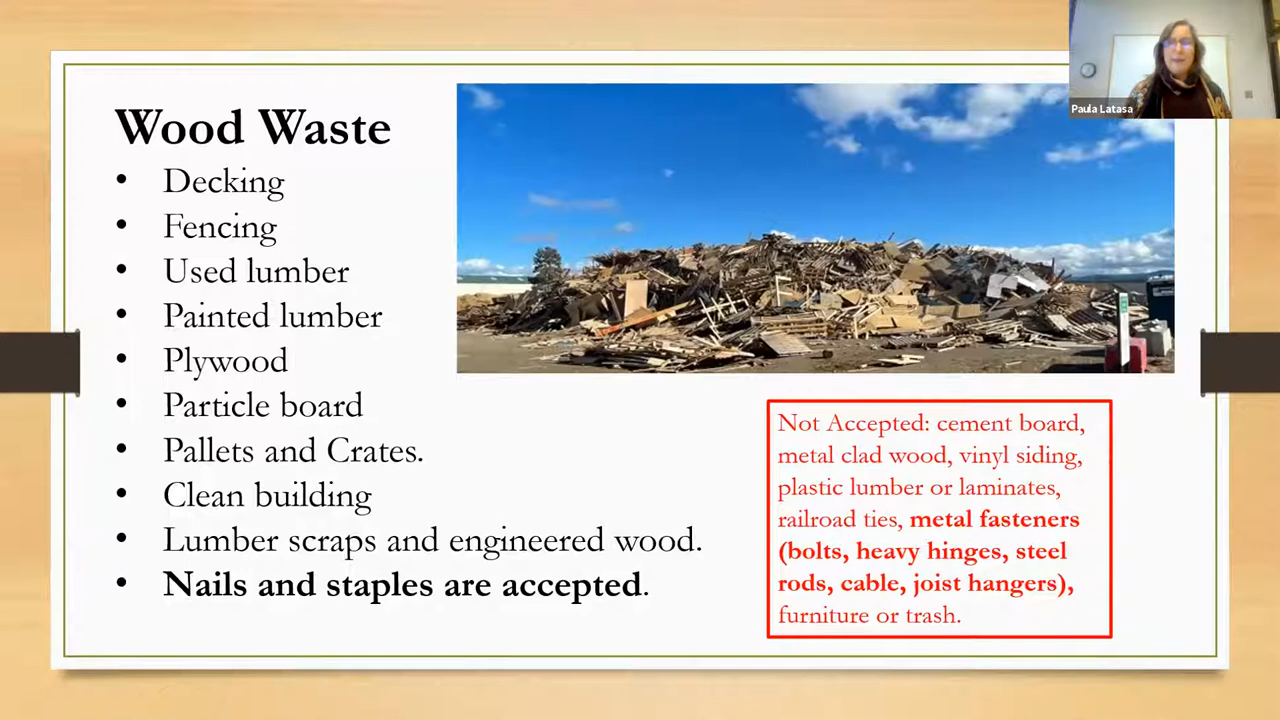 Wood Waste
• Decking
• Fencing
• Used lumber
• Painted lumber
• Plywood
• Particle board
• Pallets and Crates.
• Clean building
• Lumber scraps and engineered wood.
• Nails and staples are accepted.
Not Accepted: cement board,
metal clad wood, vinyl siding,
plastic lumber or laminates,
railroad ties, metal fasteners
(bolts, heavy hinges, steel
rods, cable, joist hangers),
furniture or trash.
Paula Latasa